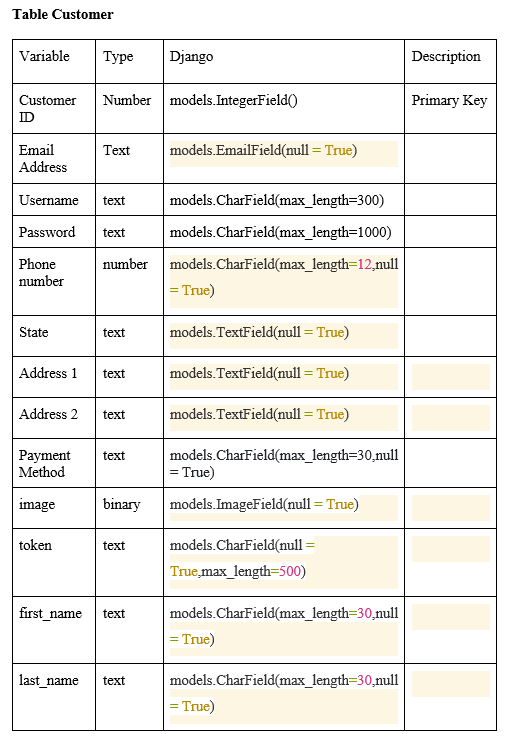 Table Customer
Variable Type Django Description
Customer ID Number models.IntegerField() Primary Key
Email Address Text models.EmailField(null = True)
Username text models.CharField(max_length=300)
Password text models.CharField(max_length=1000)
Phone number number models.CharField(max_length=12,null = True)
State text models.TextField(null = True)
Address 1 text models.TextField(null = True)
Address 2 text models.TextField(null = True)
Payment Method text models.CharField(max_length=30,null = True)
image binary models.ImageField(null = True)
token text models.CharField(null = True,max_length=500)
first_name text models.CharField(max_length=30,null = True)
last_name text models.CharField(max_length=30,null = True)